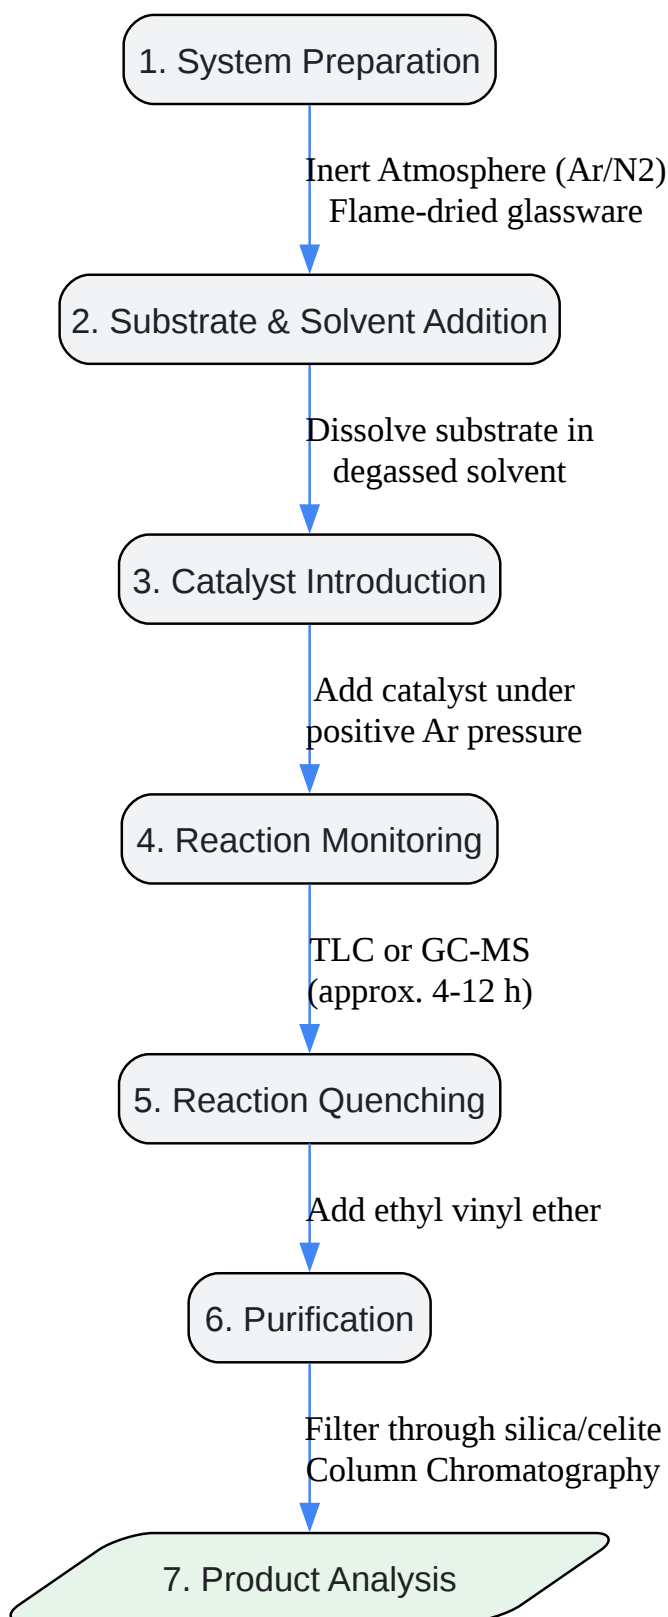 1. System Preparation
Inert Atmosphere (Ar/N2)
Flame-dried glassware
2. Substrate & Solvent Addition
Dissolve substrate in
degassed solvent
3. Catalyst Introduction
Add catalyst under
positive Ar pressure
4. Reaction Monitoring
TLC or GC-MS
(approx. 4-12 h)
5. Reaction Quenching
Add ethyl vinyl ether
6. Purification
Filter through silica/celite
Column Chromatography
7. Product Analysis